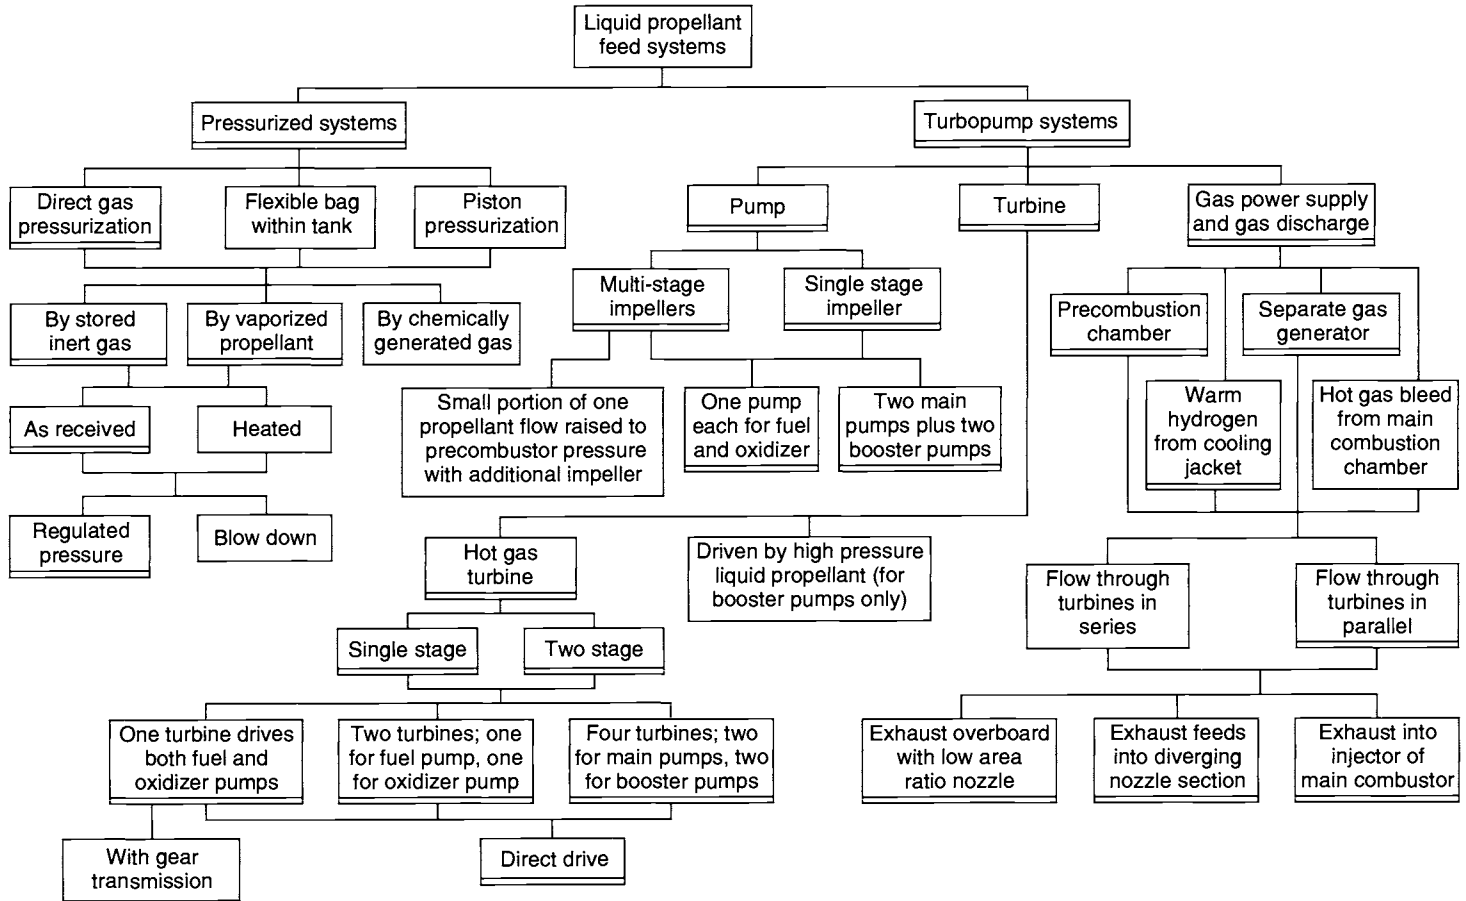 Liquid propellant
feed systems
Pressurized systems
Turbopump systems
Direct gas
pressurization
Flexible bag
within tank
Piston
pressurization
Pump
Turbine
Gas power supply
and gas discharge
By stored
inert gas
By vaporized
propellant
By chemically
generated gas
Multi-stage
impellers
Single stage
impeller
Precombustion
chamber
Separate gas
generator
As received
Heated
Small portion of one
propellant flow raised to
precombustor pressure
with additional impeller
One pump
each for fuel
and oxidizer
Two main
pumps plus two
booster pumps
Warm
hydrogen
from cooling
jacket
Hot gas bleed
from main
combustion
chamber
Regulated
pressure
Blow down
Hot gas
turbine
Driven by high pressure
liquid propellant (for
booster pumps only)
Flow through
turbines in
series
Flow through
turbines in
parallel
Single stage
Two stage
One turbine drives
both fuel and
oxidizer pumps
Two turbines; one
for fuel pump, one
for oxidizer pump
Four turbines; two
for main pumps, two
for booster pumps
Exhaust overboard
with low area
ratio nozzle
Exhaust feeds
into diverging
nozzle section
Exhaust into
injector of
main combustor
With gear
transmission
Direct drive